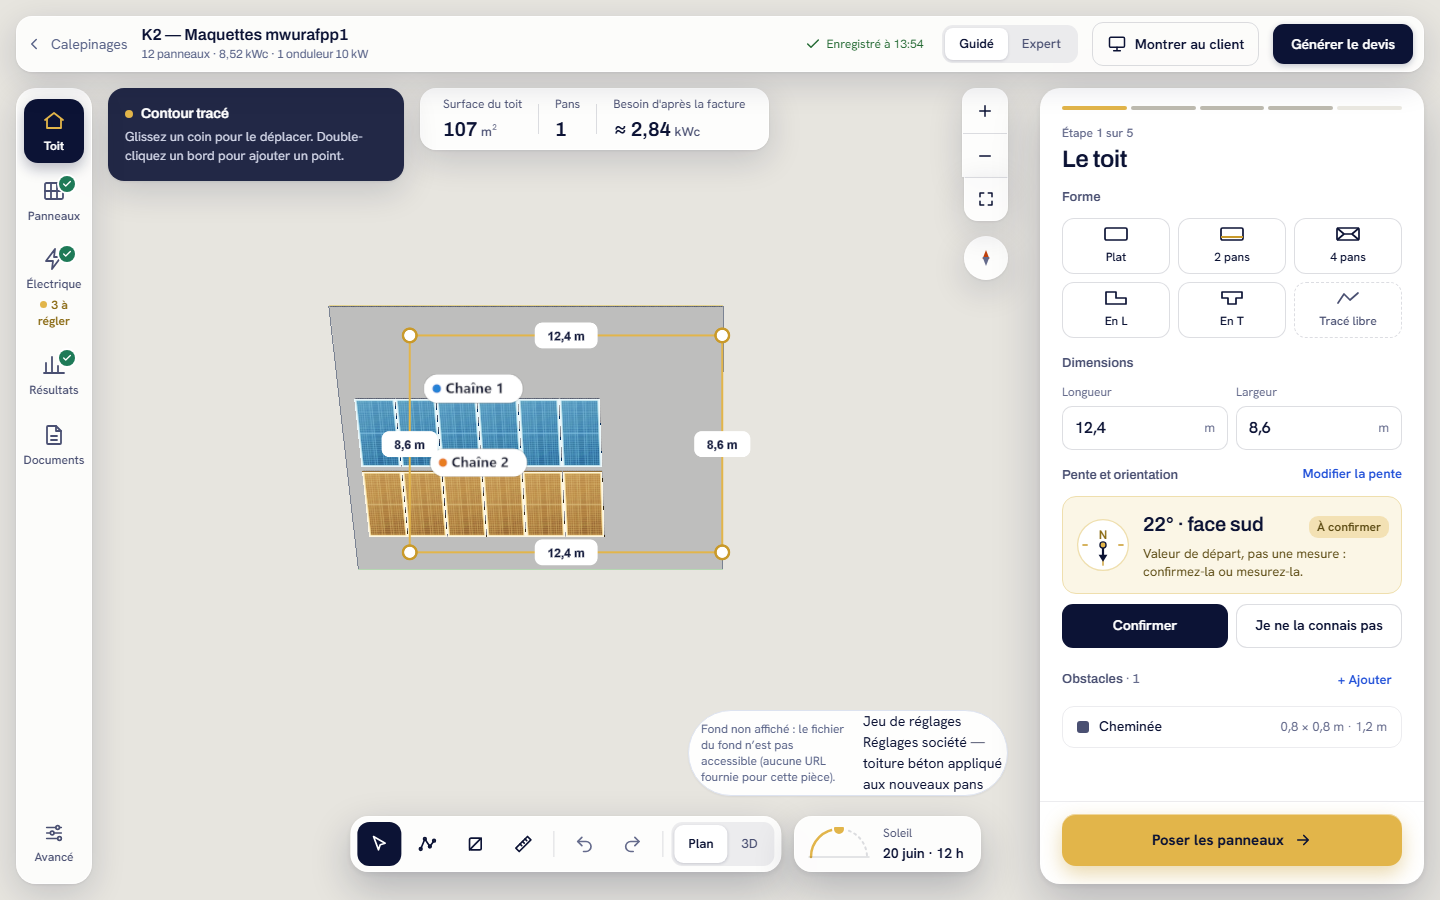 Calepinages
K2 — Maquettes mwurafpp1
12 panneaux · 8,52 kWc · 1 onduleur 10 kW
Enregistré à 13:54
Guidé
Expert
Montrer au client
Générer le devis
Toit
Panneaux
Électrique
3 à
régler
Résultats
Documents
Avancé
Contour tracé
Glissez un coin pour le déplacer. Double-
cliquez un bord pour ajouter un point.
Surface du toit
107 m²
Pans
1
Besoin d'après la facture
≈ 2,84 kWc
12,4 m
Chaîne 1
8,6 m
8,6 m
Chaîne 2
12,4 m
Fond non affiché : le fichier
du fond n’est pas
accessible (aucune URL
fournie pour cette pièce).
Jeu de réglages
Réglages société —
toiture béton appliqué
aux nouveaux pans
Plan
3D
Soleil
20 juin · 12 h
Étape 1 sur 5
Le toit
Forme
Plat
2 pans
4 pans
En L
En T
Tracé libre
Dimensions
Longueur
Largeur
12,4 m
8,6 m
Pente et orientation
Modifier la pente
N
22° · face sud
À confirmer
Valeur de départ, pas une mesure :
confirmez-la ou mesurez-la.
Confirmer
Je ne la connais pas
Obstacles · 1
+ Ajouter
Cheminée
0,8 × 0,8 m · 1,2 m
Poser les panneaux